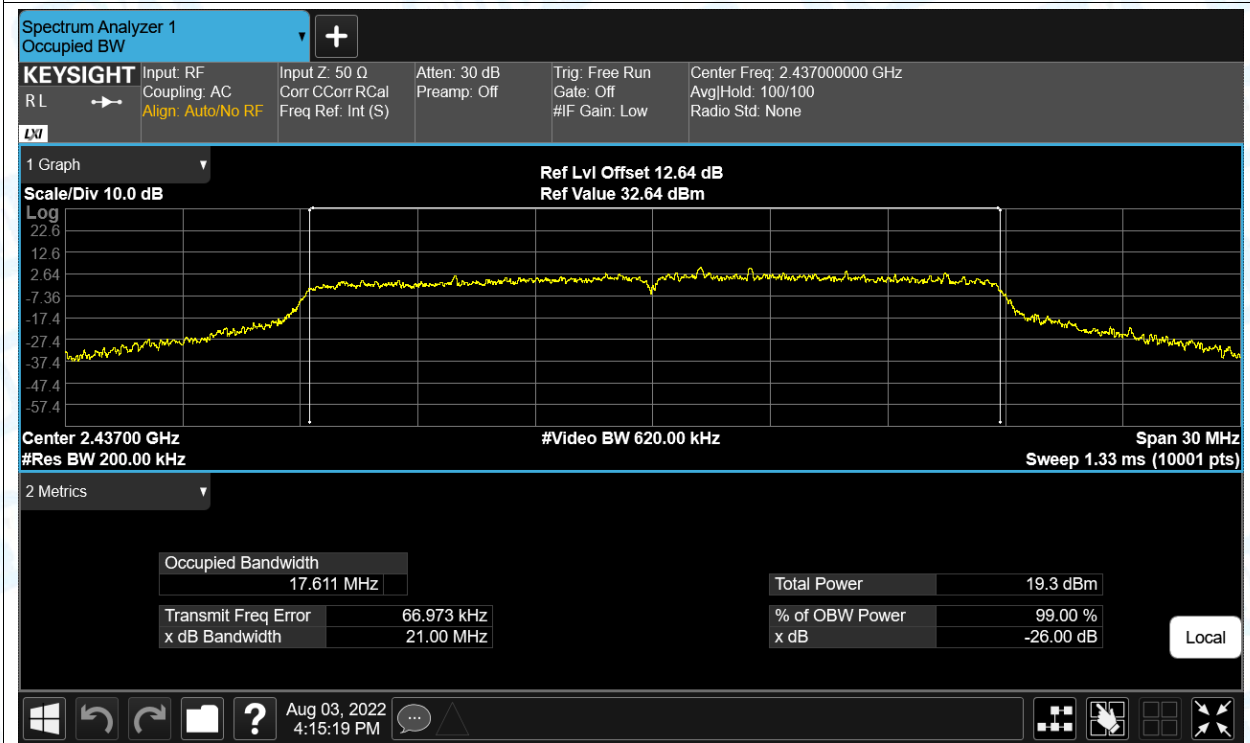 Spectrum Analyzer 1
Occupied BW
KEYSIGHT
R L
LXI
Input: RF
Coupling: AC
Align: Auto/No RF
Input Z: 50 Ω
Corr CCorr RCal
Freq Ref: Int (S)
Atten: 30 dB
Preamp: Off
Trig: Free Run
Gate: Off
#IF Gain: Low
Center Freq: 2.437000000 GHz
Avg|Hold: 100/100
Radio Std: None
1 Graph
Scale/Div 10.0 dB
Ref Lvl Offset 12.64 dB
Ref Value 32.64 dBm
Log
22.6
12.6
2.64
-7.36
-17.4
-27.4
-37.4
-47.4
-57.4
Center 2.43700 GHz
#Video BW 620.00 kHz
Span 30 MHz
#Res BW 200.00 kHz
Sweep 1.33 ms (10001 pts)
2 Metrics
Occupied Bandwidth
17.611 MHz
Total Power 19.3 dBm
Transmit Freq Error 66.973 kHz
% of OBW Power 99.00 %
x dB Bandwidth 21.00 MHz
x dB -26.00 dB
Local
?
Aug 03, 2022
4:15:19 PM